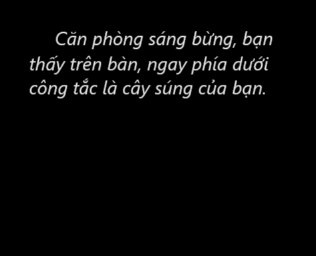 Căn phòng sáng bừng, bạn
thấy trên bàn, ngay phía dưới
công tắc là cây súng của bạn.